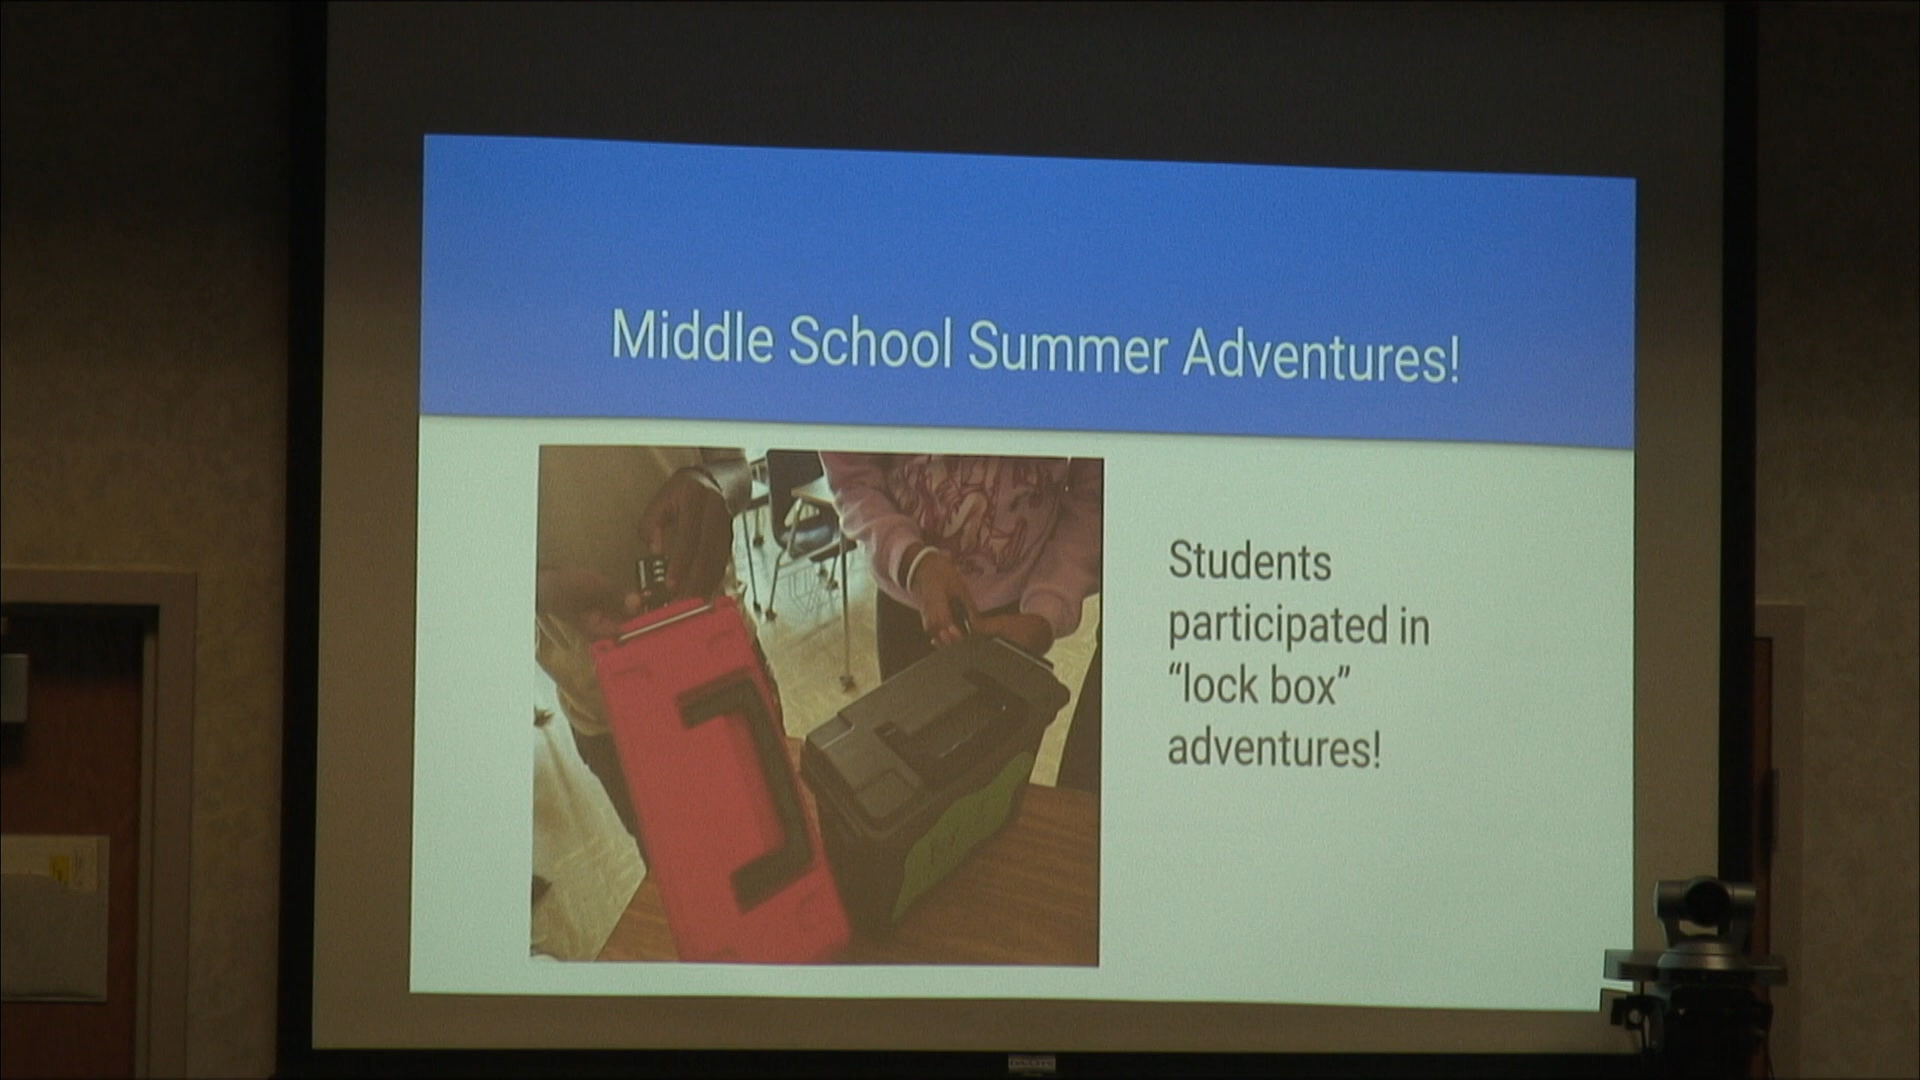 Middle School Summer Adventures!
Students
participated in
“lock box”
adventures!